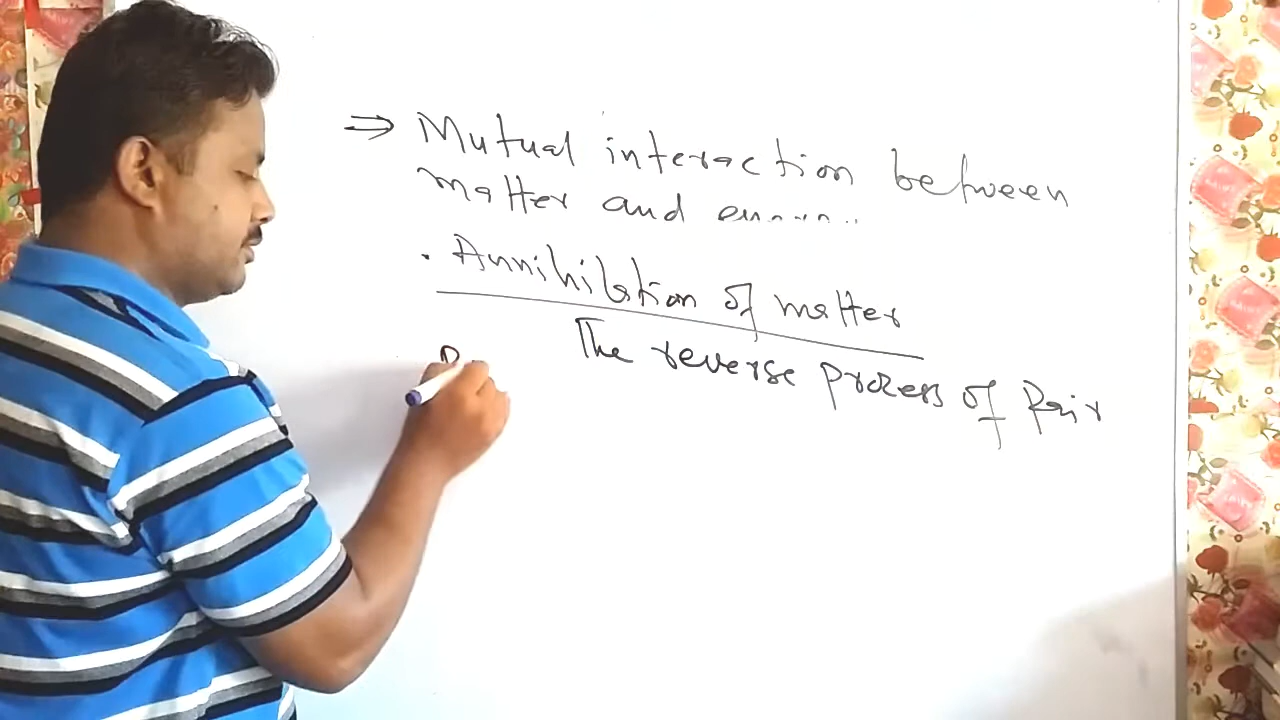 ⇒ Mutual interaction between
matter and
. Annihilation of matter
The reverse process of Pair
P